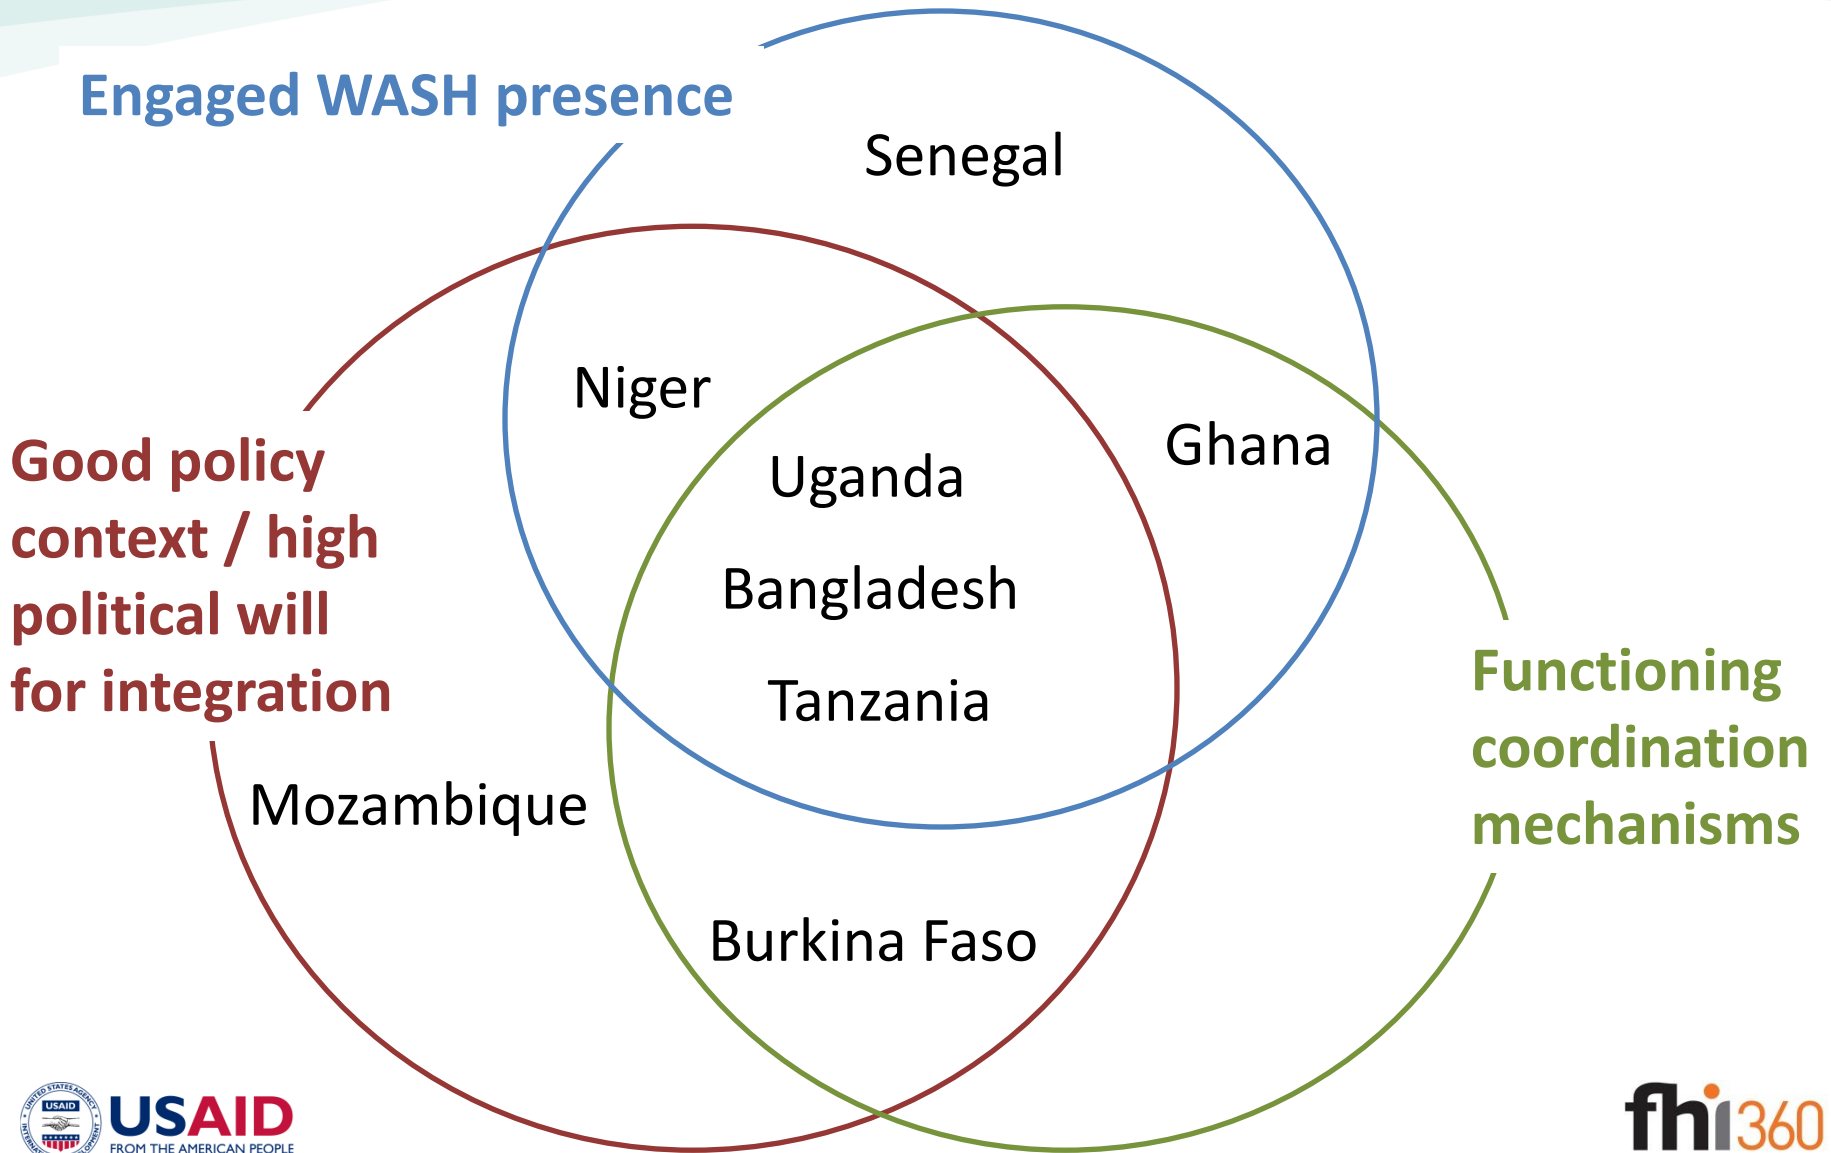 Engaged WASH presence
Senegal
Niger
Ghana
Good policy
context / high
political will
for integration
Uganda
Bangladesh
Tanzania
Functioning
coordination
mechanisms
Mozambique
Burkina Faso
USAID
USAID
FROM THE AMERICAN PEOPLE
fhi360